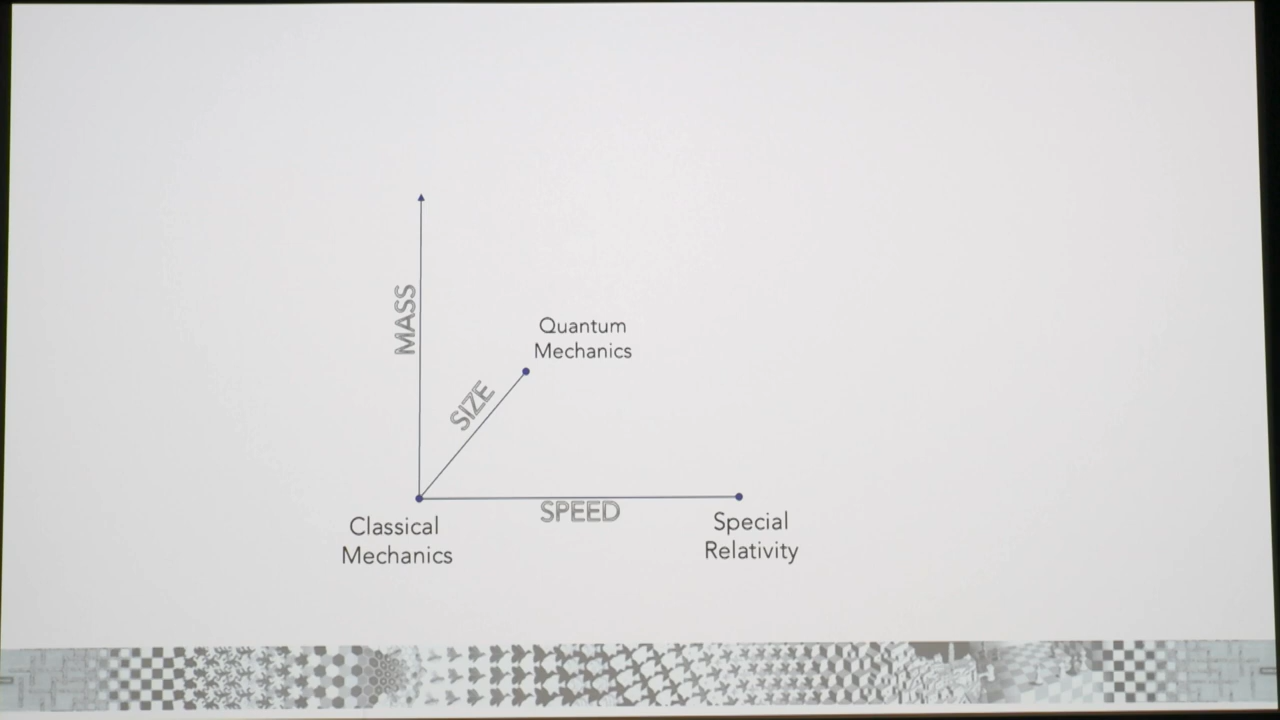 MASS
Quantum
Mechanics
SIZE
SPEED
Classical
Mechanics
Special
Relativity